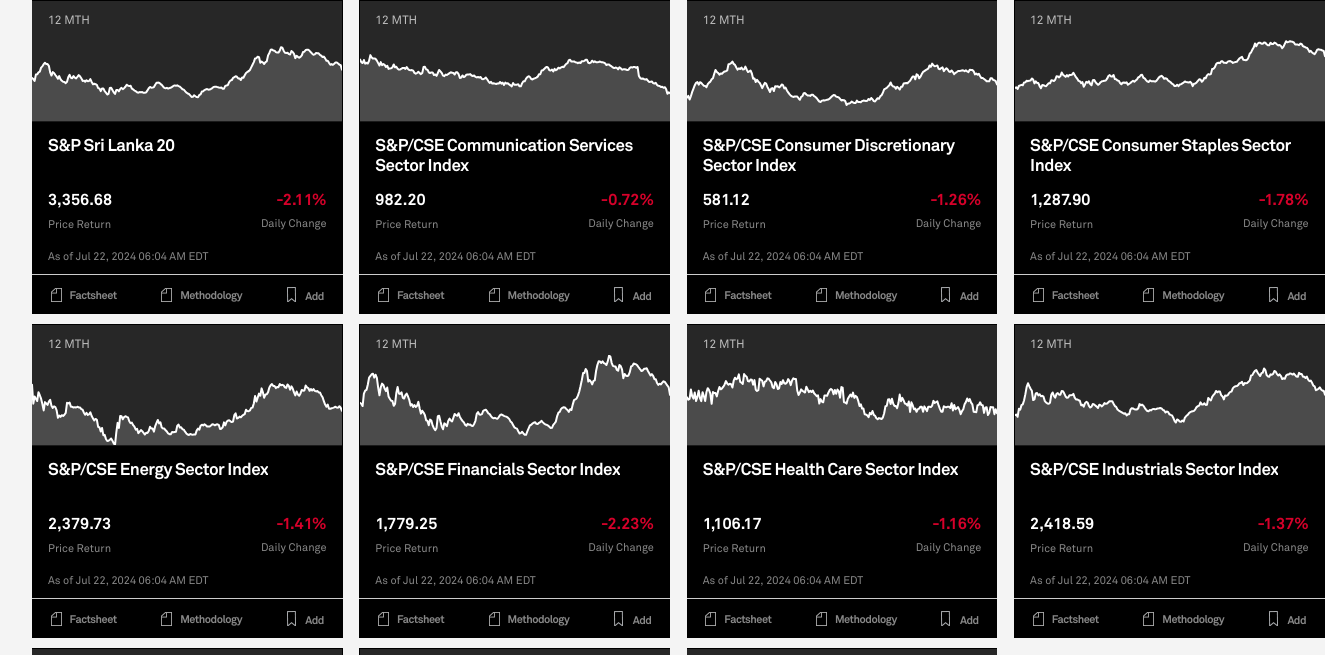 12 MTH
S&P Sri Lanka 20
3,356.68
-2.11%
Price Return
Daily Change
As of Jul 22, 2024 06:04 AM EDT
Factsheet
Methodology
Add
12 MTH
S&P/CSE Communication Services
Sector Index
982.20
-0.72%
Price Return
Daily Change
As of Jul 22, 2024 06:04 AM EDT
Factsheet
Methodology
Add
12 MTH
S&P/CSE Consumer Discretionary
Sector Index
581.12
-1.26%
Price Return
Daily Change
As of Jul 22, 2024 06:04 AM EDT
Factsheet
Methodology
Add
12 MTH
S&P/CSE Consumer Staples Sector
Index
1,287.90
-1.78%
Price Return
Daily Change
As of Jul 22, 2024 06:04 AM EDT
Factsheet
Methodology
Add
12 MTH
S&P/CSE Energy Sector Index
2,379.73
-1.41%
Price Return
Daily Change
As of Jul 22, 2024 06:04 AM EDT
Factsheet
Methodology
Add
12 MTH
S&P/CSE Financials Sector Index
1,779.25
-2.23%
Price Return
Daily Change
As of Jul 22, 2024 06:04 AM EDT
Factsheet
Methodology
Add
12 MTH
S&P/CSE Health Care Sector Index
1,106.17
-1.16%
Price Return
Daily Change
As of Jul 22, 2024 06:04 AM EDT
Factsheet
Methodology
Add
12 MTH
S&P/CSE Industrials Sector Index
2,418.59
-1.37%
Price Return
Daily Change
As of Jul 22, 2024 06:04 AM EDT
Factsheet
Methodology
Add